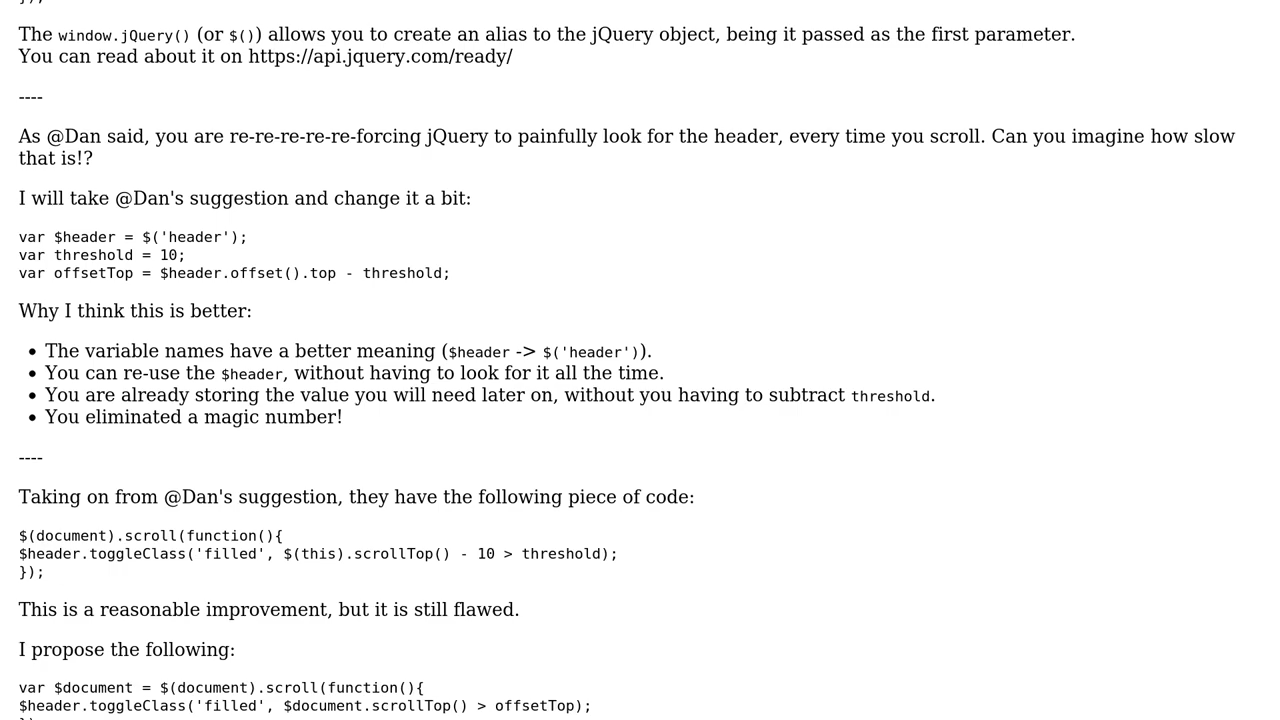 The window.jQuery() (or $()) allows you to create an alias to the jQuery object, being it passed as the first parameter.
You can read about it on https://api.jquery.com/ready/
----
As @Dan said, you are re-re-re-re-re-forcing jQuery to painfully look for the header, every time you scroll. Can you imagine how slow
that is!?
I will take @Dan's suggestion and change it a bit:
var $header = $('header');
var threshold = 10;
var offsetTop = $header.offset().top - threshold;
Why I think this is better:
• The variable names have a better meaning ($header -> $('header')).
• You can re-use the $header, without having to look for it all the time.
• You are already storing the value you will need later on, without you having to subtract threshold.
• You eliminated a magic number!
----
Taking on from @Dan's suggestion, they have the following piece of code:
$(document).scroll(function(){
$header.toggleClass('filled', $(this).scrollTop() - 10 > threshold);
});
This is a reasonable improvement, but it is still flawed.
I propose the following:
var $document = $(document).scroll(function(){
$header.toggleClass('filled', $document.scrollTop() > offsetTop);